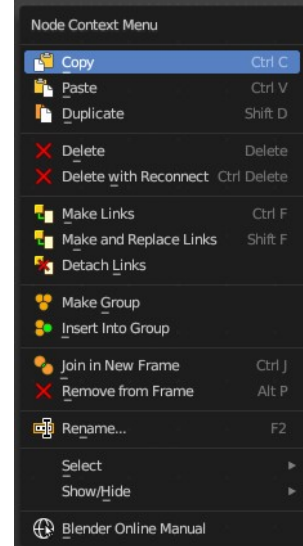 Node Context Menu
Copy Ctrl C
Paste Ctrl V
Duplicate Shift D
Delete Delete
Delete with Reconnect Ctrl Delete
Make Links Ctrl F
Make and Replace Links Shift F
Detach Links
Make Group
Insert Into Group
Join in New Frame Ctrl J
Remove from Frame Alt P
Rename... F2
Select
Show/Hide
Blender Online Manual